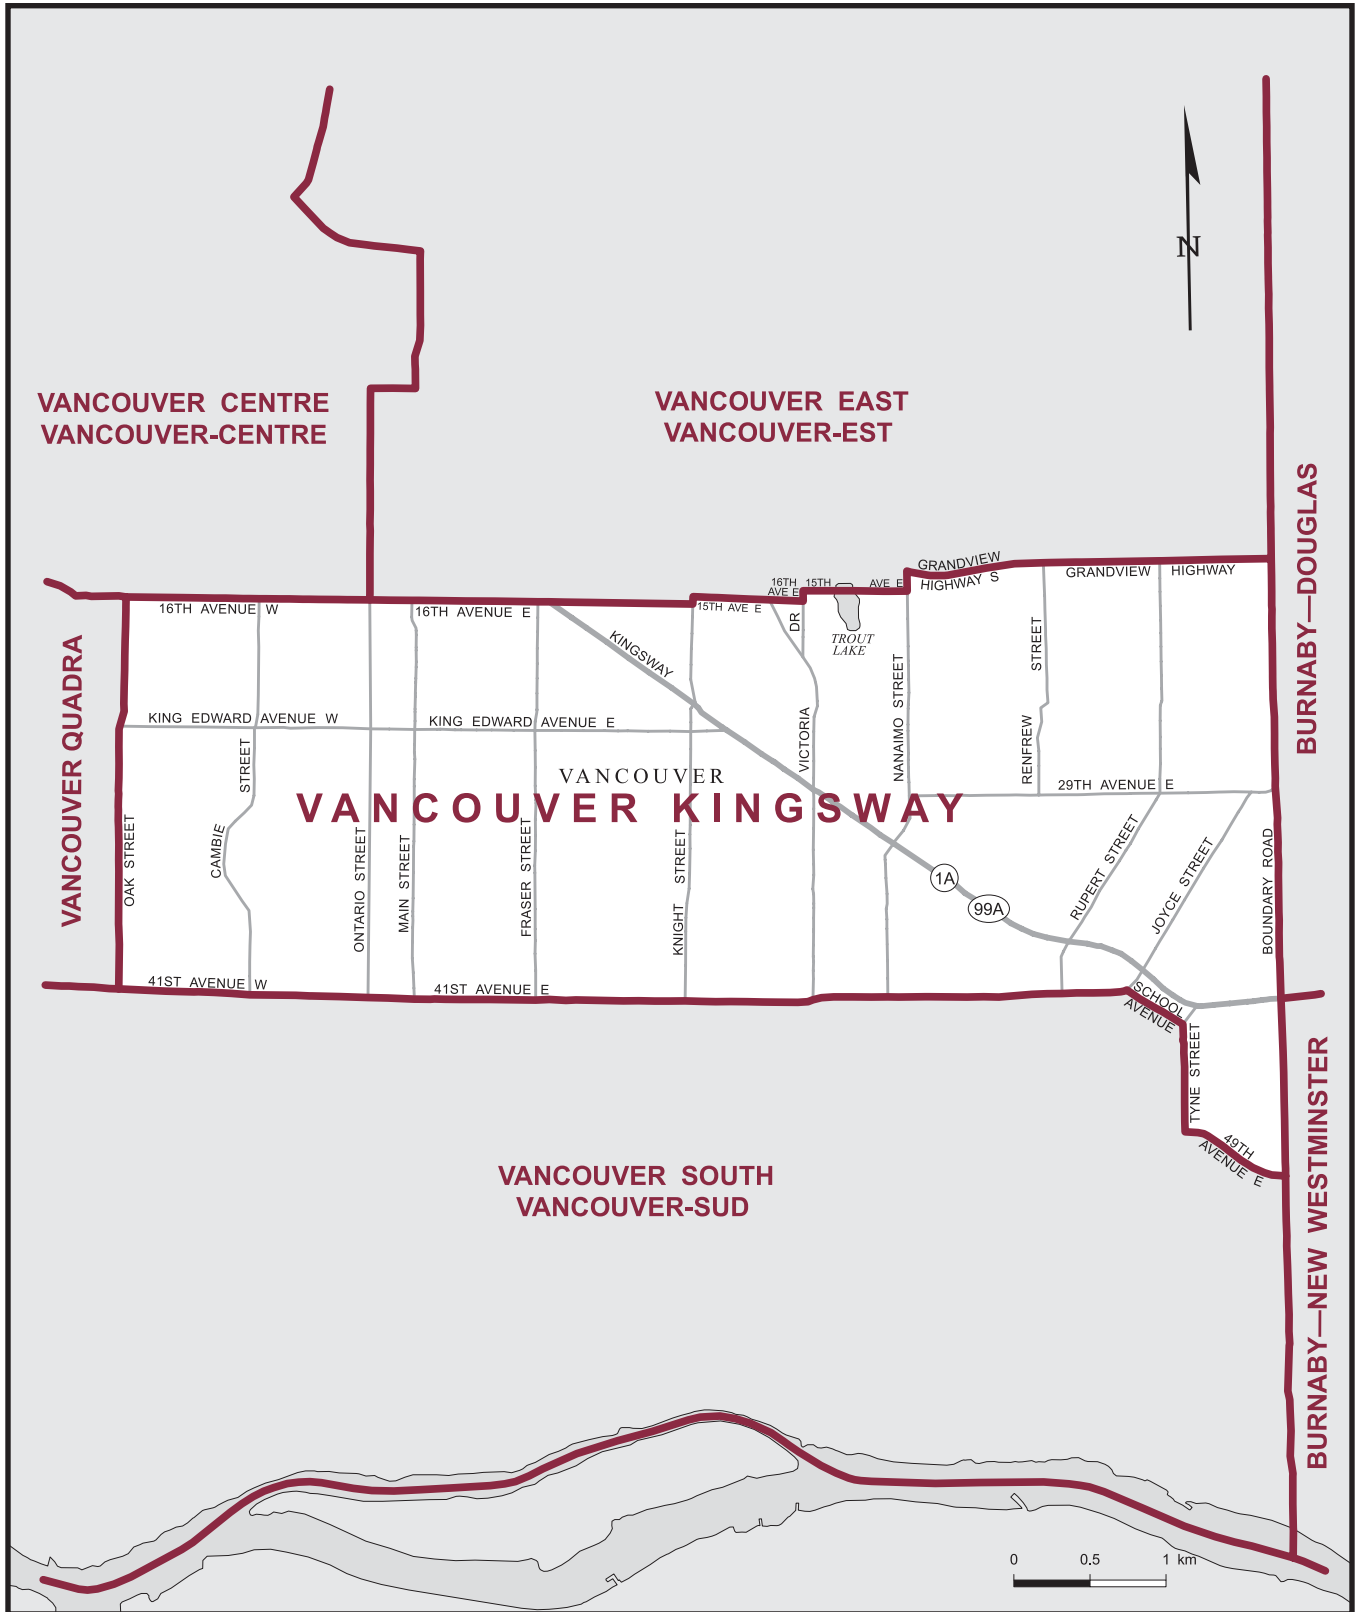 N
VANCOUVER CENTRE
VANCOUVER-CENTRE
VANCOUVER EAST
VANCOUVER-EST
BURNABY—DOUGLAS
GRANDVIEW
HIGHWAY S
GRANDVIEW HIGHWAY
16TH
AVE E
15TH AVE E
15TH AVE E
16TH AVENUE W
16TH AVENUE E
DR
VICTORIA
TROUT
LAKE
KINGSWAY
VANCOUVER QUADRA
KING EDWARD AVENUE W
KING EDWARD AVENUE E
NANAIMO STREET
RENFREW STREET
29TH AVENUE E
VANCOUVER
VANCOUVER KINGSWAY
OAK STREET
CAMBIE STREET
ONTARIO STREET
MAIN STREET
FRASER STREET
KNIGHT STREET
1A
99A
RUPERT STREET
JOYCE STREET
BOUNDARY ROAD
41ST AVENUE W
41ST AVENUE E
SCHOOL
AVENUE
TYNE STREET
49TH
AVENUE E
VANCOUVER SOUTH
VANCOUVER-SUD
BURNABY—NEW WESTMINSTER
0 0.5 1 km